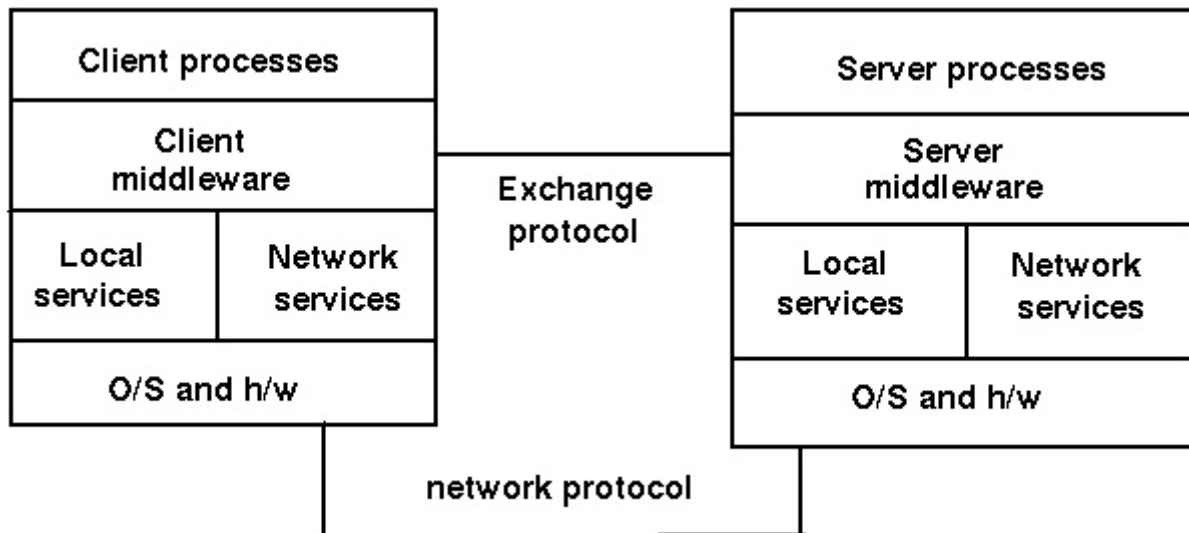 Client processes
Client
middleware
Local
services
Network
services
O/S and h/w
Exchange
protocol
Server processes
Server
middleware
Local
services
Network
services
O/S and h/w
network protocol